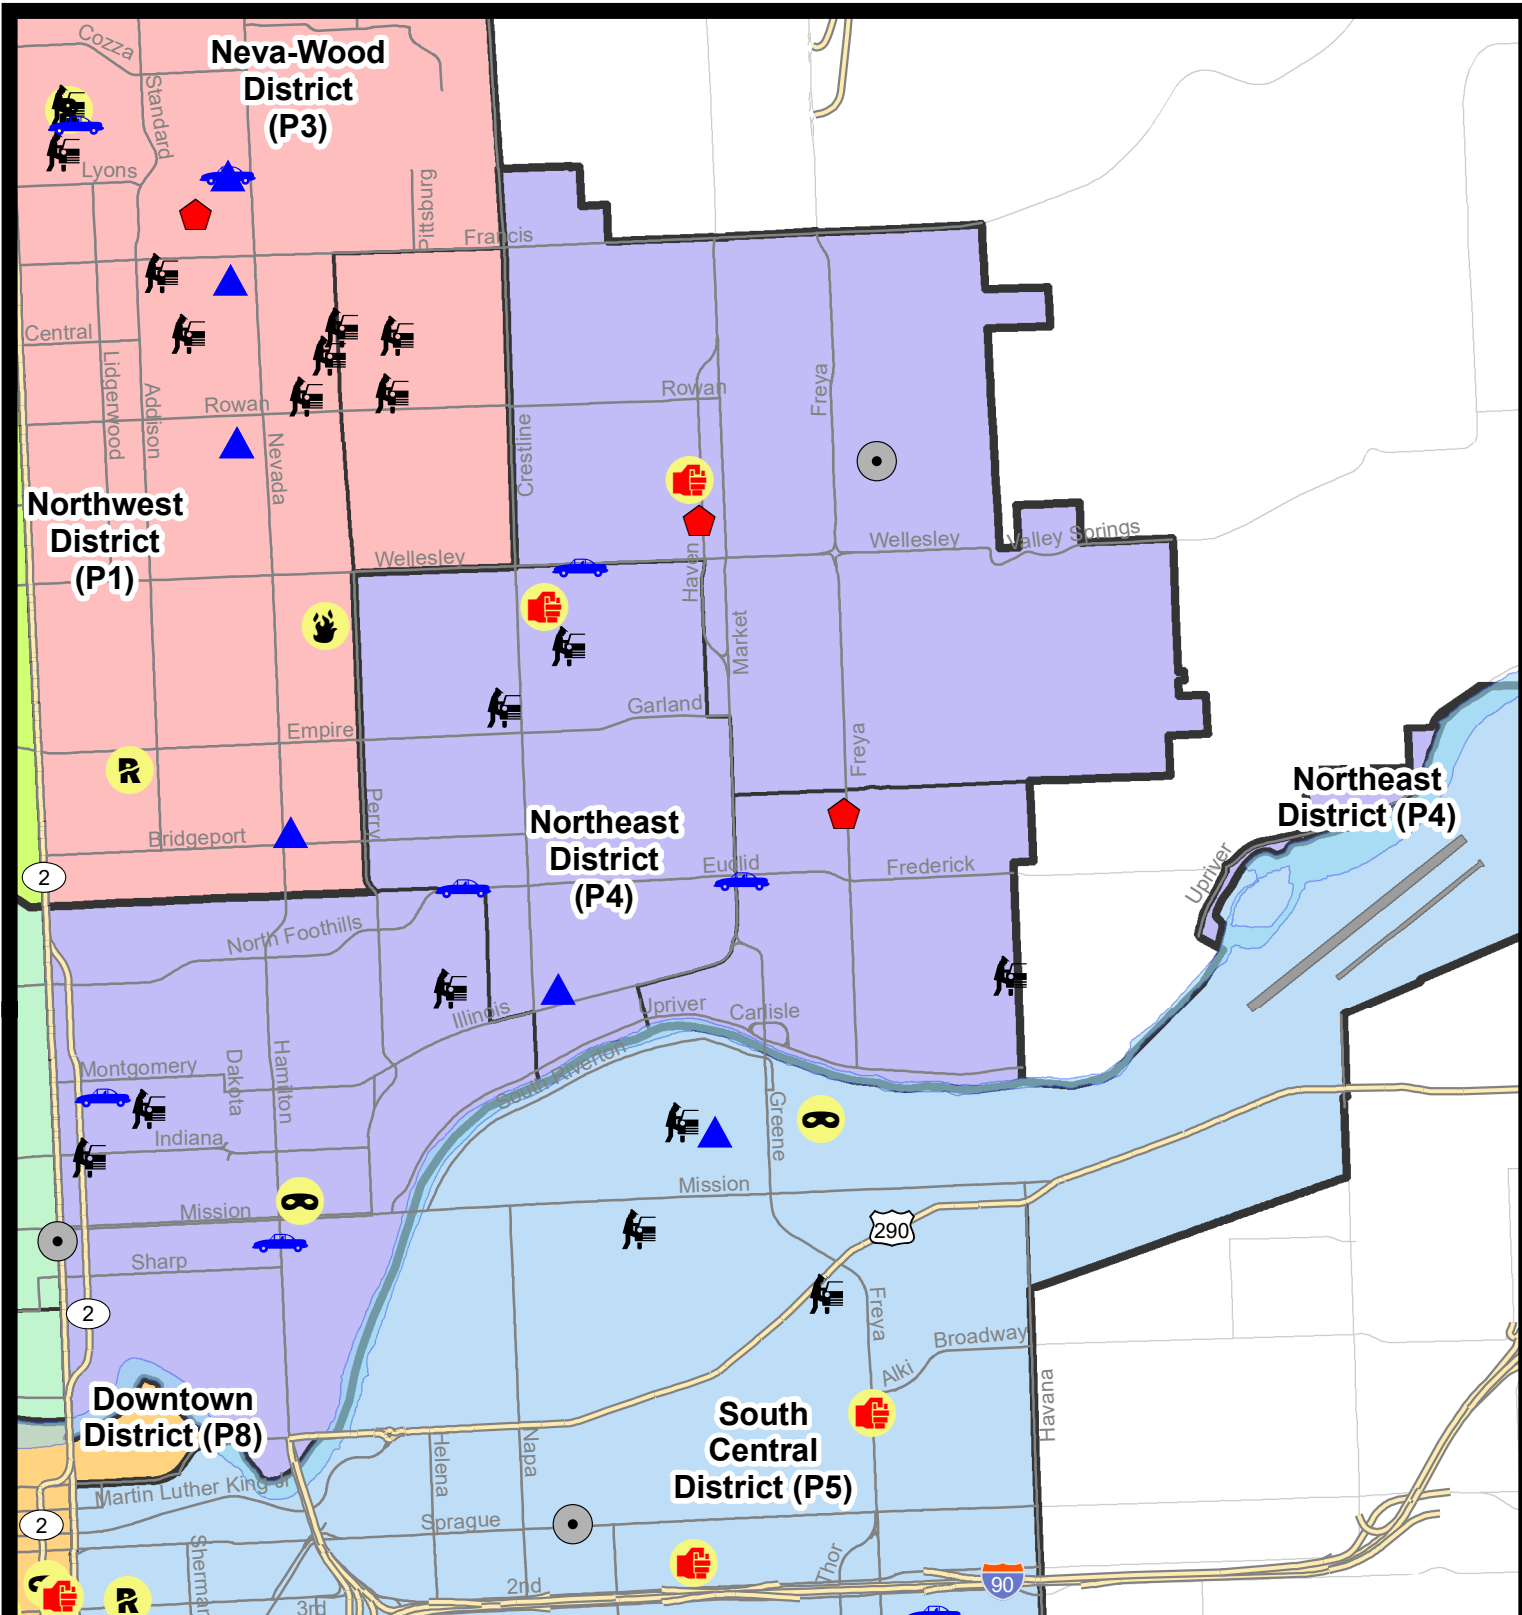 Cozza
Neva-Wood
District
(P3)
Standard
Lyons
Pittsburg
Francis
Central
Lidgerwood
Addison
Rowan
Rowan
Freya
Nevada
Crestline
Northwest
District
(P1)
Wellesley
Wellesley
Valley Springs
Haven
Market
Garland
Empire
Freya
Perry
Northeast
District (P4)
Northeast
District
(P4)
Bridgeport
2
Euclid
Frederick
Upriver
North Foothills
Illinois
Upriver
Carlisle
South Riverton
Montgomery
Dakota
Hamilton
Greene
Indiana
Mission
Mission
290
Sharp
2
Freya
Broadway
Alki
Havana
Downtown
District (P8)
South
Central
District (P5)
Helena
Napa
Martin Luther King Jr
2
Sprague
Sherman
Thor
2nd
90
3rd
R
R